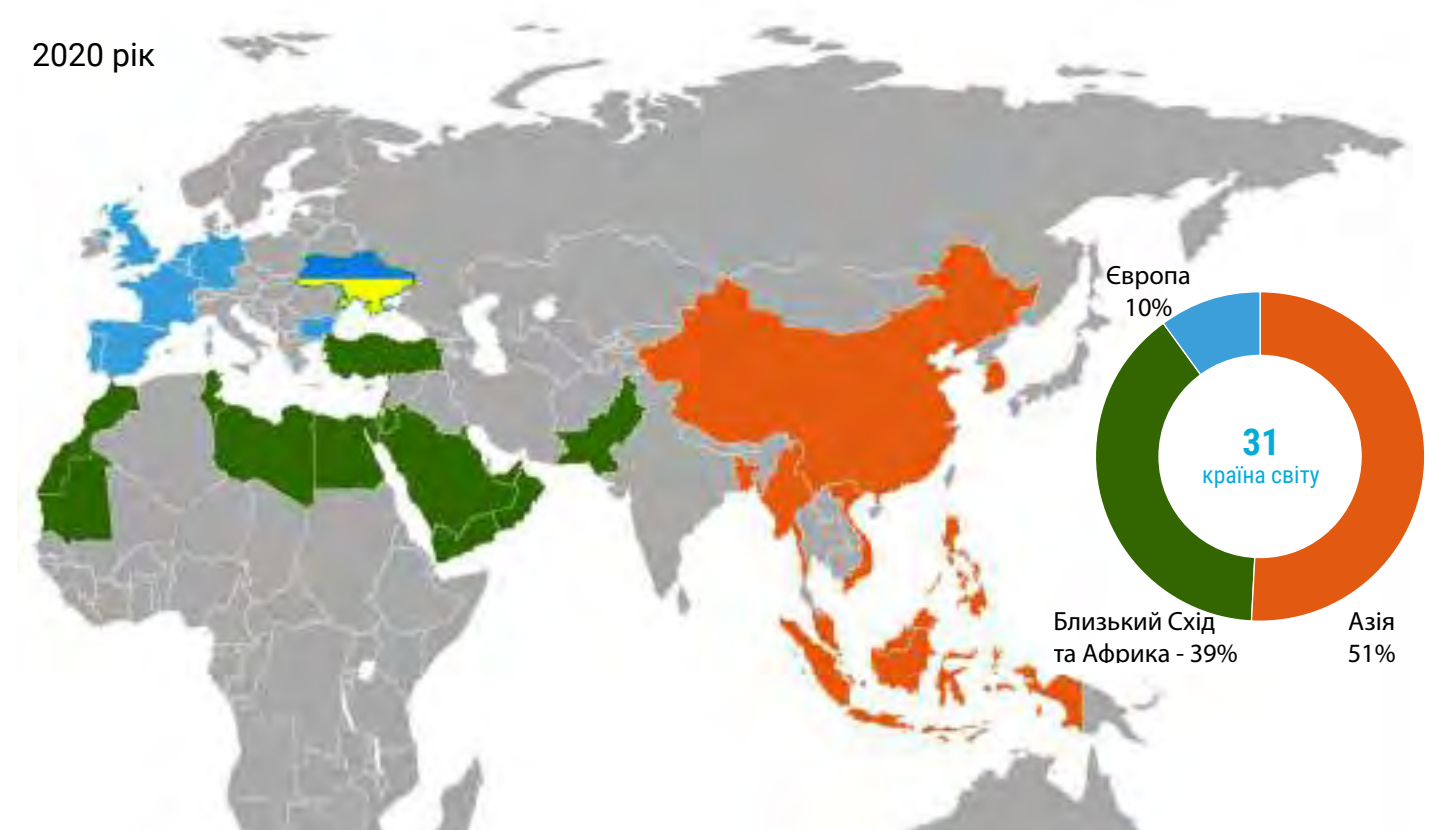 2020 рік
Європа
10%
31
країна світу
Близький Схід
та Африка - 39%
Азія
51%